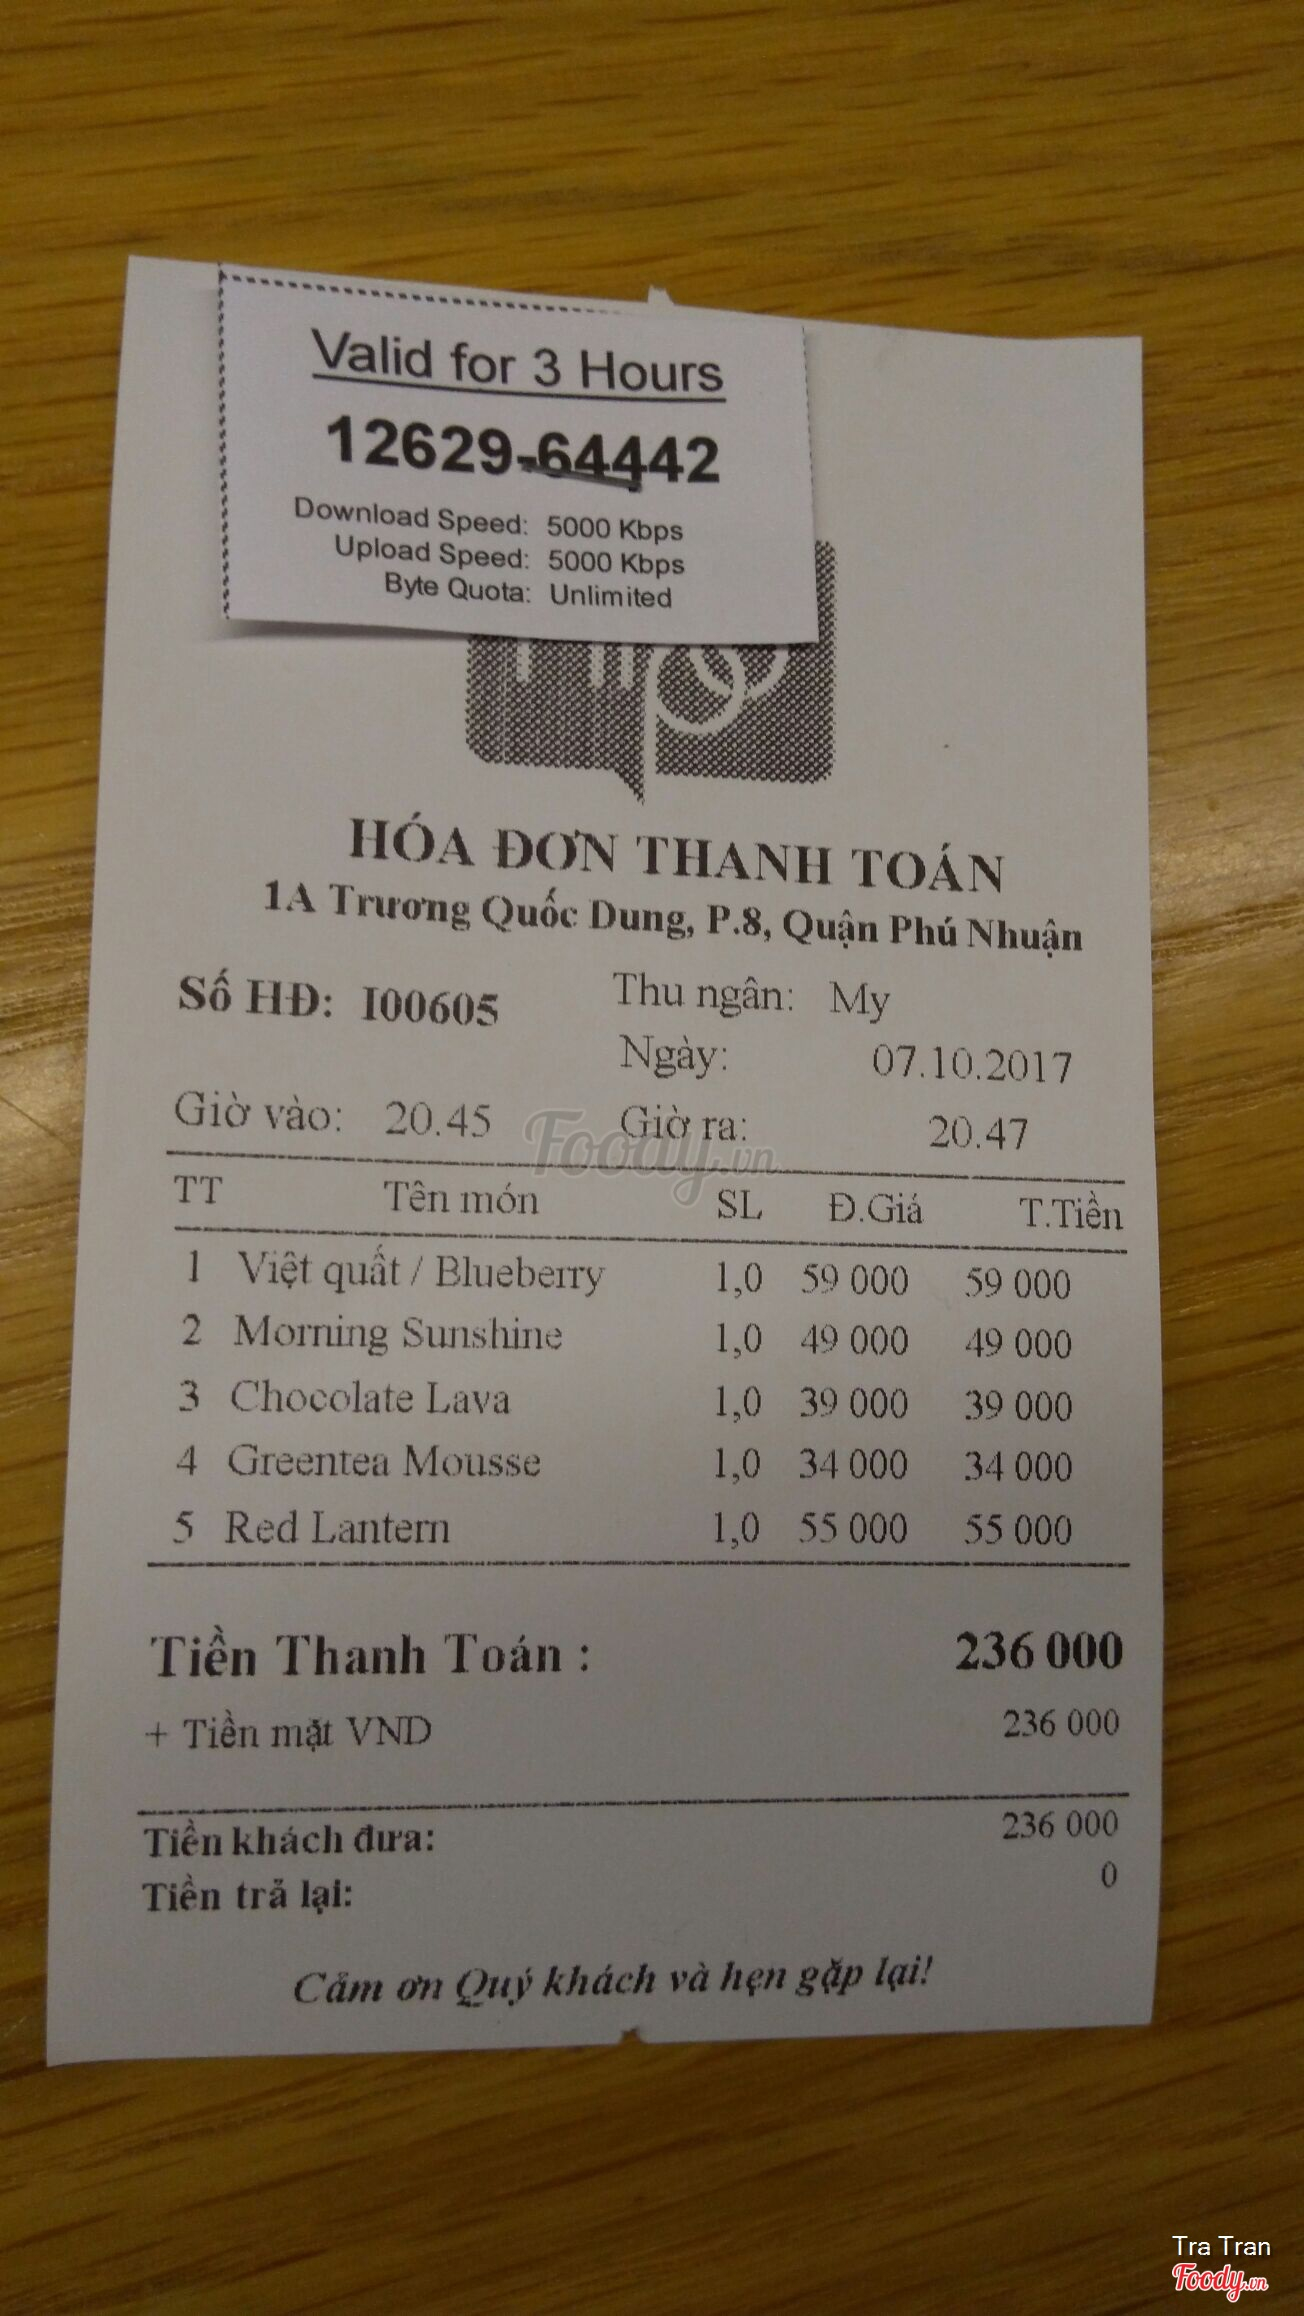 Valid for 3 Hours
12629-64442
Download Speed: 5000 Kbps
Upload Speed: 5000 Kbps
Byte Quota: Unlimited
HÓA ĐƠN THANH TOÁN
1A Trương Quốc Dung, P.8, Quận Phú Nhuận
Số HĐ: I00605 Thu ngân: My
Ngày: 07.10.2017
Giờ vào: 20.45 Giờ ra: 20.47
Foody.vn
TT Tên món SL Đ.Giá T.Tiền
1 Việt quất / Blueberry 1,0 59 000 59 000
2 Morning Sunshine 1,0 49 000 49 000
3 Chocolate Lava 1,0 39 000 39 000
4 Greentea Mousse 1,0 34 000 34 000
5 Red Lantern 1,0 55 000 55 000
Tiền Thanh Toán : 236 000
+ Tiền mặt VND 236 000
Tiền khách đưa: 236 000
Tiền trả lại: 0
Cảm ơn Quý khách và hẹn gặp lại!
Tra Tran
Foody.vn